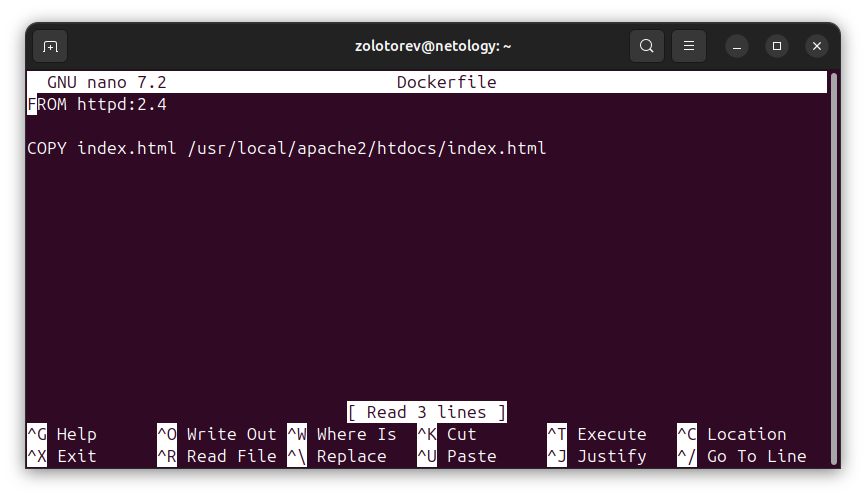 zolotorev@netology: ~
GNU nano 7.2 Dockerfile
FROM httpd:2.4
COPY index.html /usr/local/apache2/htdocs/index.html
[ Read 3 lines ]
^G Help ^O Write Out ^W Where Is ^K Cut ^T Execute ^C Location
^X Exit ^R Read File ^\ Replace ^U Paste ^J Justify ^/ Go To Line